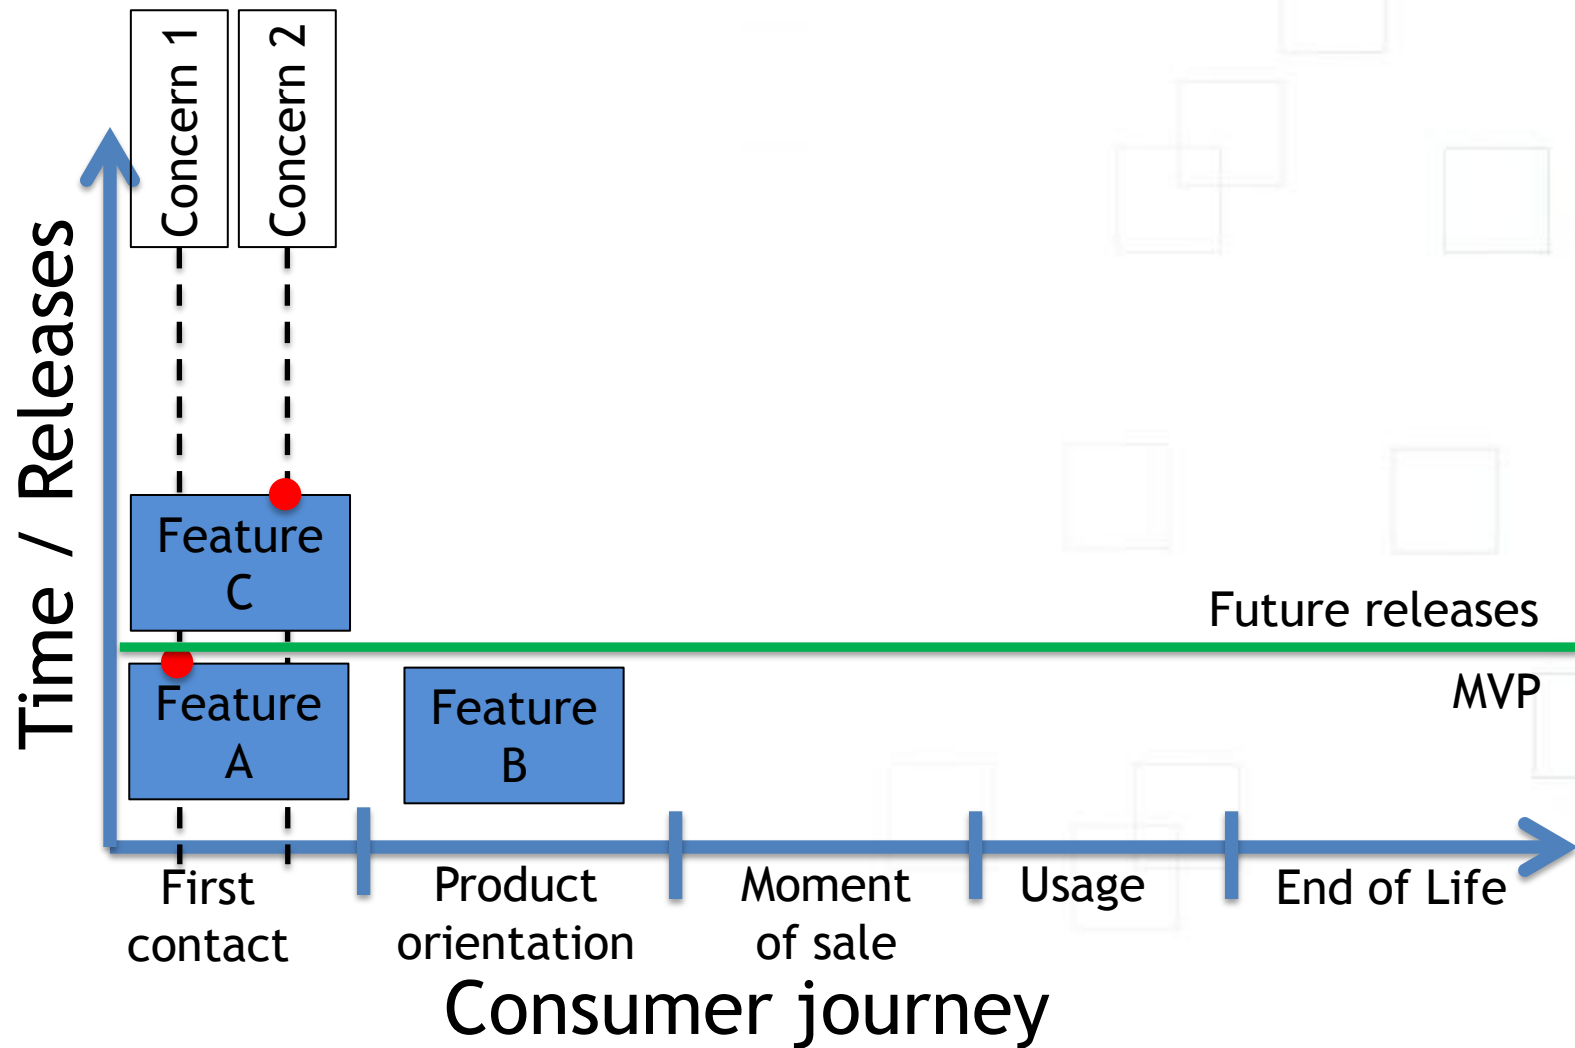 Concern 1
Concern 2
Time / Releases
Feature
C
Future releases
MVP
Feature
A
Feature
B
First
contact
Product
orientation
Moment
of sale
Usage
End of Life
Consumer journey